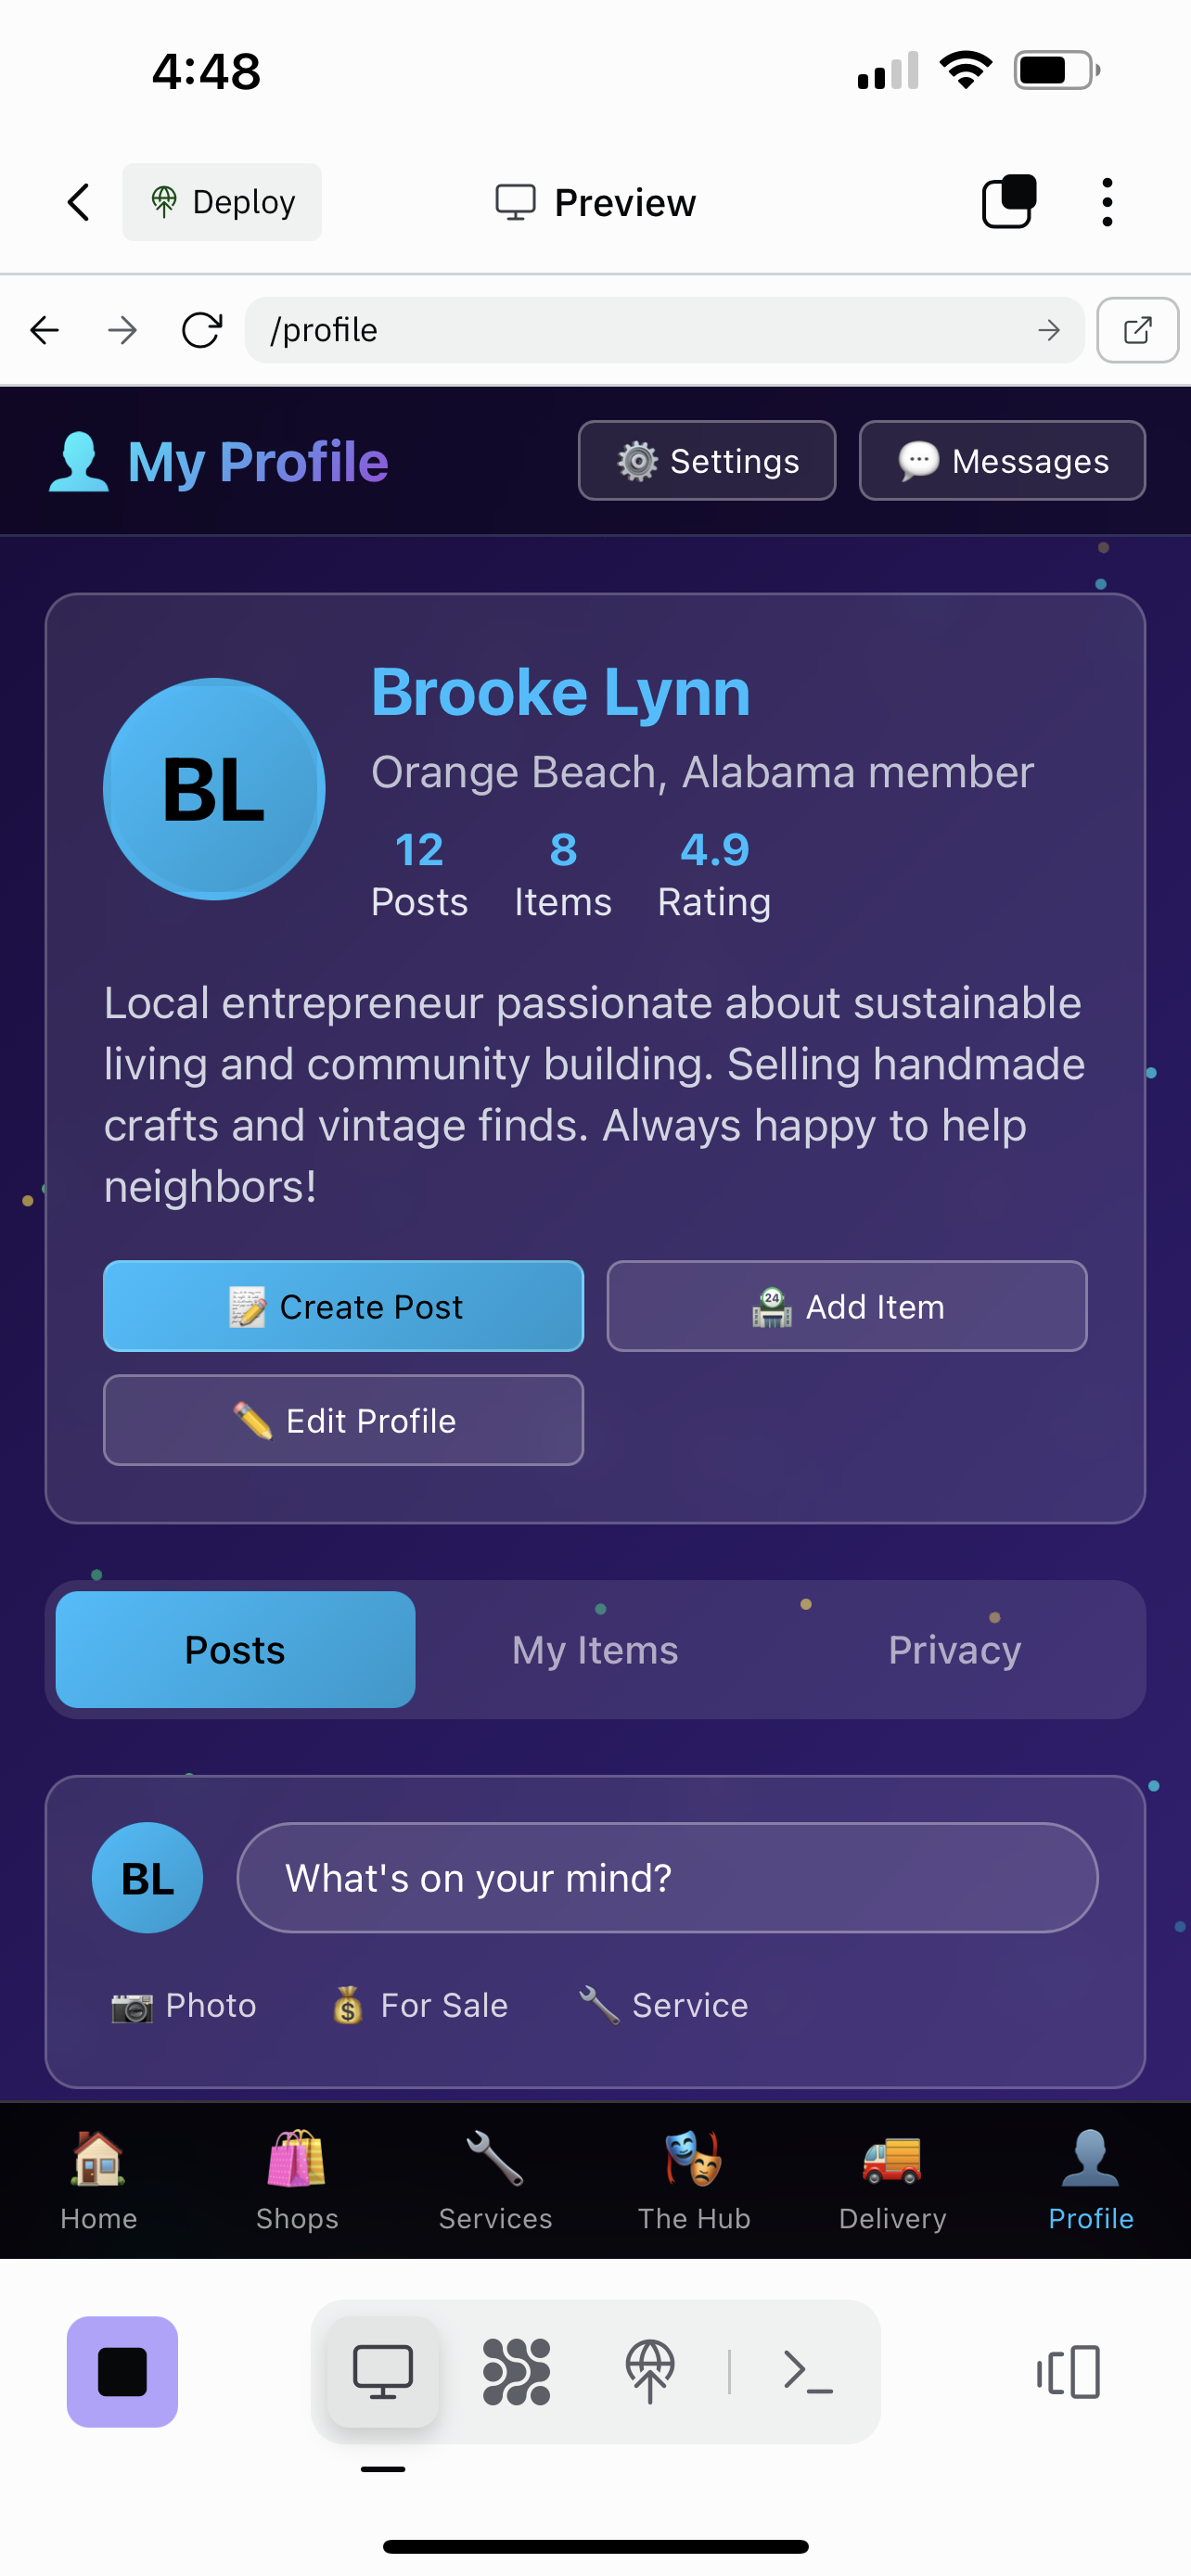 4:48
Deploy
Preview
/profile
My Profile
Settings
Messages
BL
Brooke Lynn
Orange Beach, Alabama member
12 8 4.9
Posts Items Rating
Local entrepreneur passionate about sustainable
living and community building. Selling handmade
crafts and vintage finds. Always happy to help
neighbors!
Create Post
24 Add Item
Edit Profile
Posts My Items Privacy
BL
What's on your mind?
Photo For Sale Service
Home Shops Services The Hub Delivery Profile